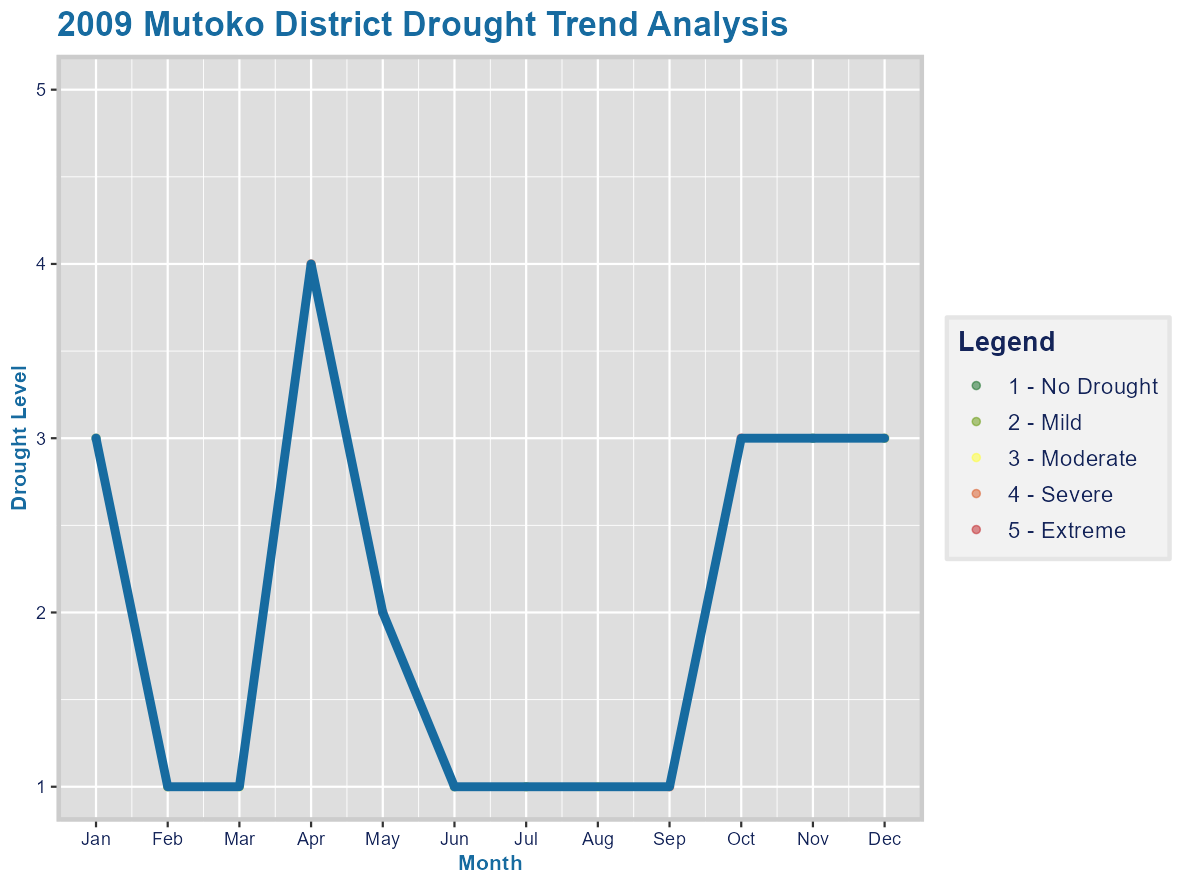 2009 Mutoko District Drought Trend Analysis
Drought Level
5
4
3
2
1
Jan Feb Mar Apr May Jun Jul Aug Sep Oct Nov Dec
Month
Legend
1 - No Drought
2 - Mild
3 - Moderate
4 - Severe
5 - Extreme